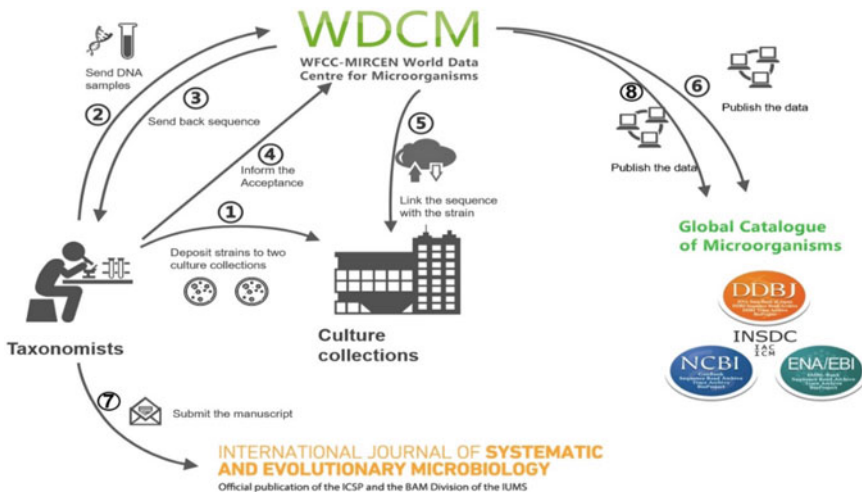 WDCM
WFCC-MIRCEN World Data
Centre for Microorganisms
Send DNA
samples
②
③
Send back sequence
④
Inform the
Acceptance
①
Deposit strains to two
culture collections
⑤
Link the sequence
with the strain
⑥
Publish the data
⑧
Publish the data
Global Catalogue
of Microorganisms
DDBJ
INSDC
IAC
ICM
NCBI
ENA/EBI
Taxonomists
Culture
collections
⑦
Submit the manuscript
INTERNATIONAL JOURNAL OF SYSTEMATIC
AND EVOLUTIONARY MICROBIOLOGY
Official publication of the ICSP and the BAM Division of the IUMS